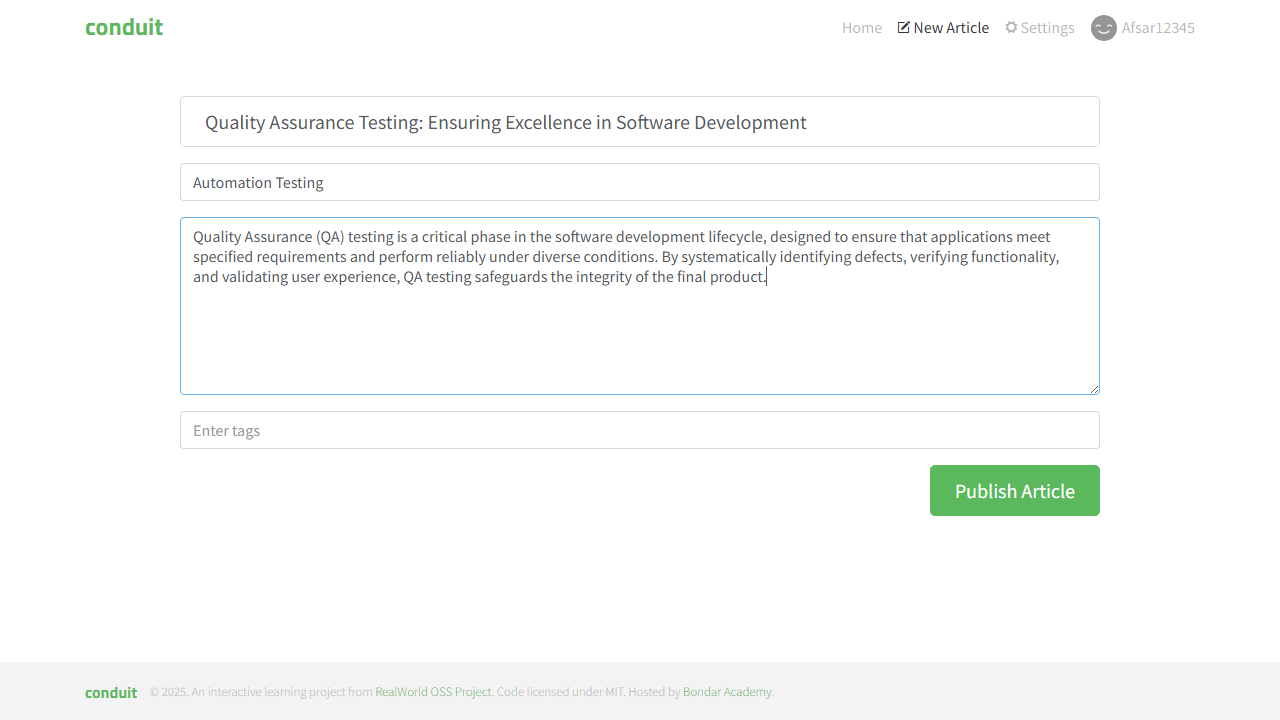 conduit
Home New Article Settings Afsar12345
Quality Assurance Testing: Ensuring Excellence in Software Development
Automation Testing
Quality Assurance (QA) testing is a critical phase in the software development lifecycle, designed to ensure that applications meet
specified requirements and perform reliably under diverse conditions. By systematically identifying defects, verifying functionality,
and validating user experience, QA testing safeguards the integrity of the final product.
Enter tags
Publish Article
conduit © 2025. An interactive learning project from RealWorld OSS Project. Code licensed under MIT. Hosted by Bondar Academy.